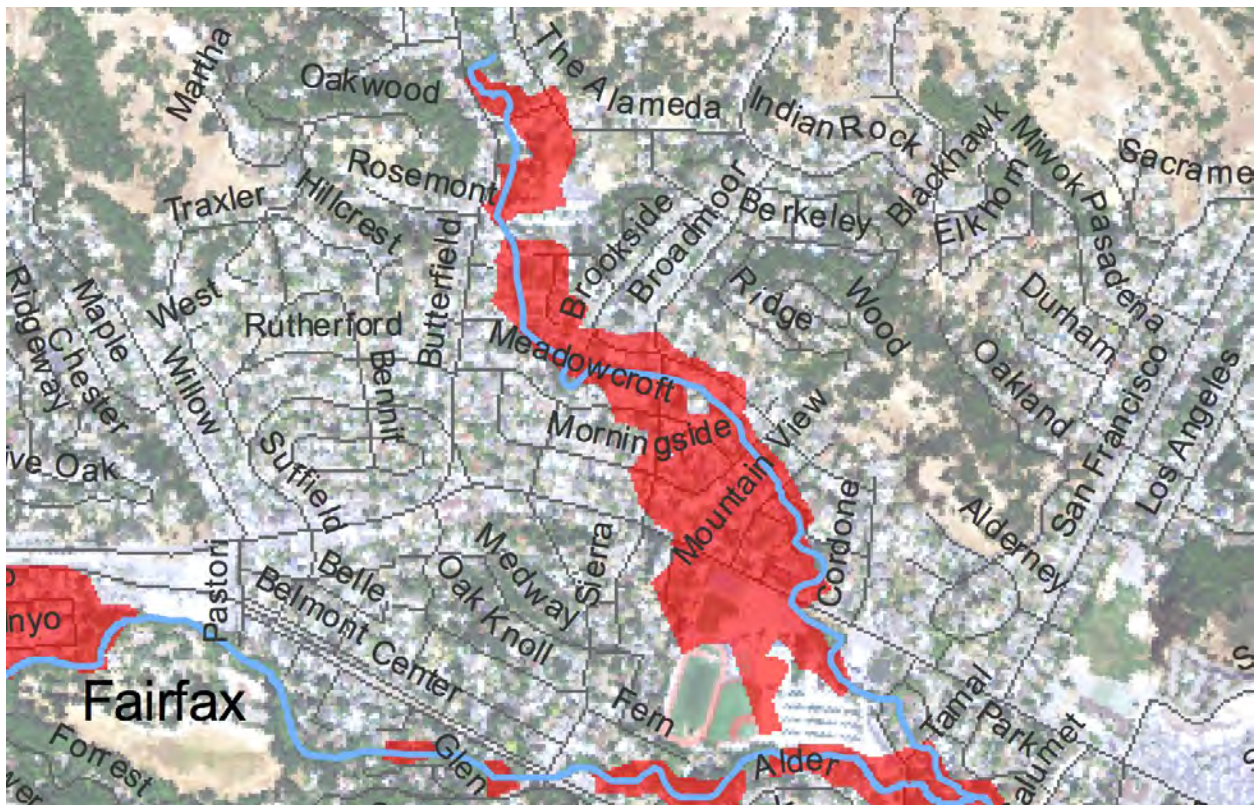 Martha
Oakwood
The Alameda
Indian Rock
Blackhawk
Miwok
Sacrame
Rosemont
Traxler
Hillcrest
Brookside
Broadmoor
Berkeley
Elkhorn
Pasadena
Ridgeway
Chester
Maple
West
Willow
Rutherford
Butterfield
Bennit
Meadowcroft
Ridge
Wood
Durham
Oakland
San Francisco
Los Angeles
Morningside
Mountain View
ve Oak
Suffield
Cordone
Alderney
Paston
Belle
Belmont Center
Medway
Oak Knoll
Sierra
nyo
Fairfax
Forrest
Glen
Fern
Alder
Tamal
Park
alumet
wer